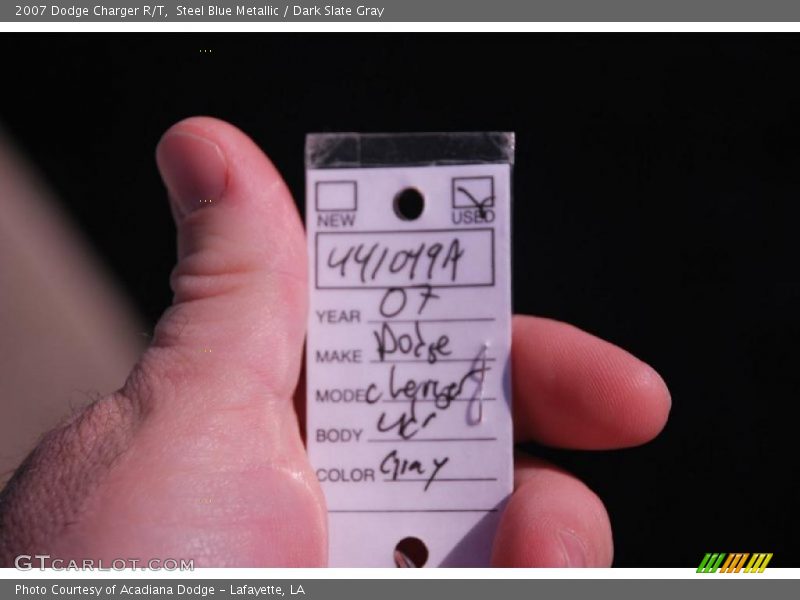 2007 Dodge Charger R/T, Steel Blue Metallic / Dark Slate Gray
NEW USED
441049A
YEAR 07
MAKE Dodge
MODEL Charger
BODY 4dr
COLOR Gray
GTCARLOT.COM
Photo Courtesy of Acadiana Dodge - Lafayette, LA